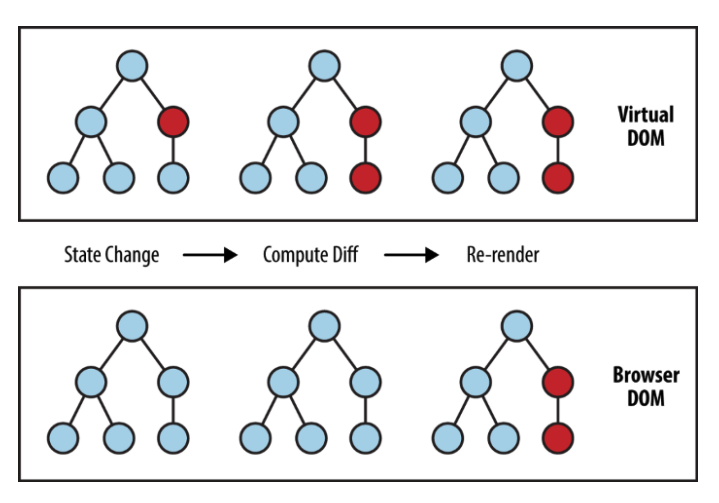 Virtual
DOM
State Change
Compute Diff
Re-render
Browser
DOM